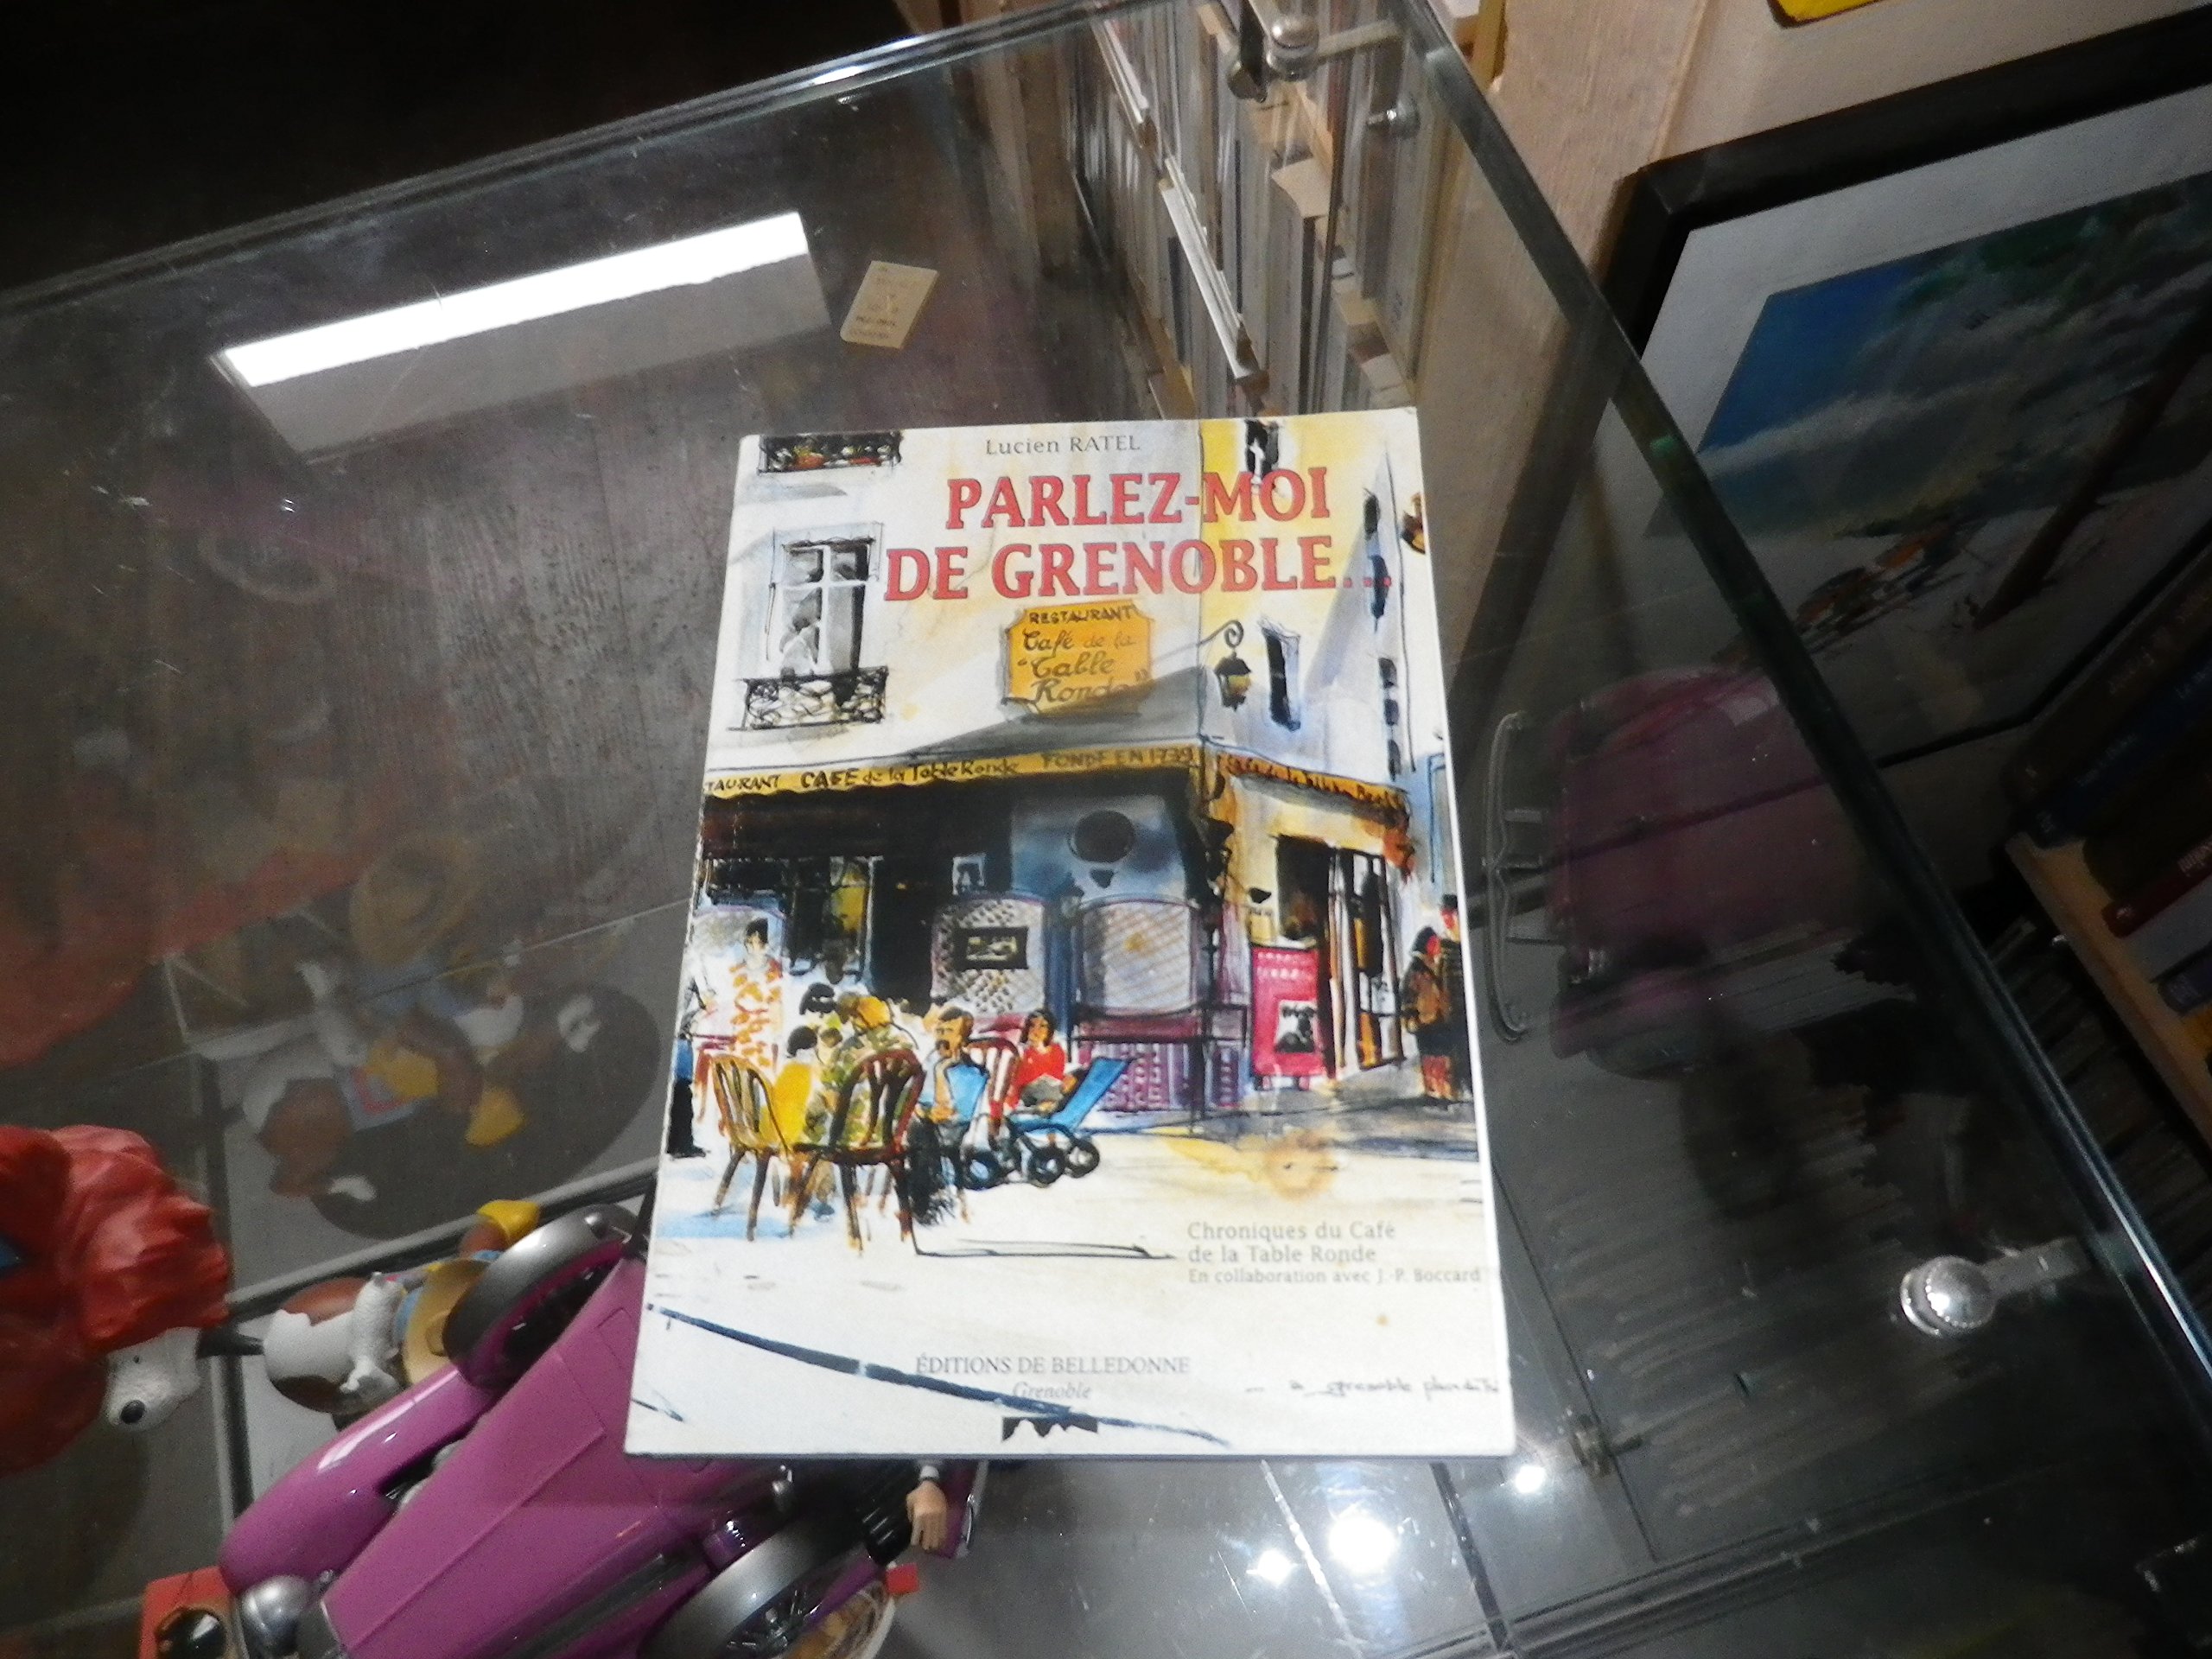 Lucien RATEL
PARLEZ-MOI
DE GRENOBLE...
RESTAURANT
Café de la
"Table
Ronde"
TAURANT CAFE de la Table Ronde FONDE EN 1739
Chroniques du Café
de la Table Ronde
En collaboration avec J.-P. Boccard
ÉDITIONS DE BELLEDONNE
Grenoble